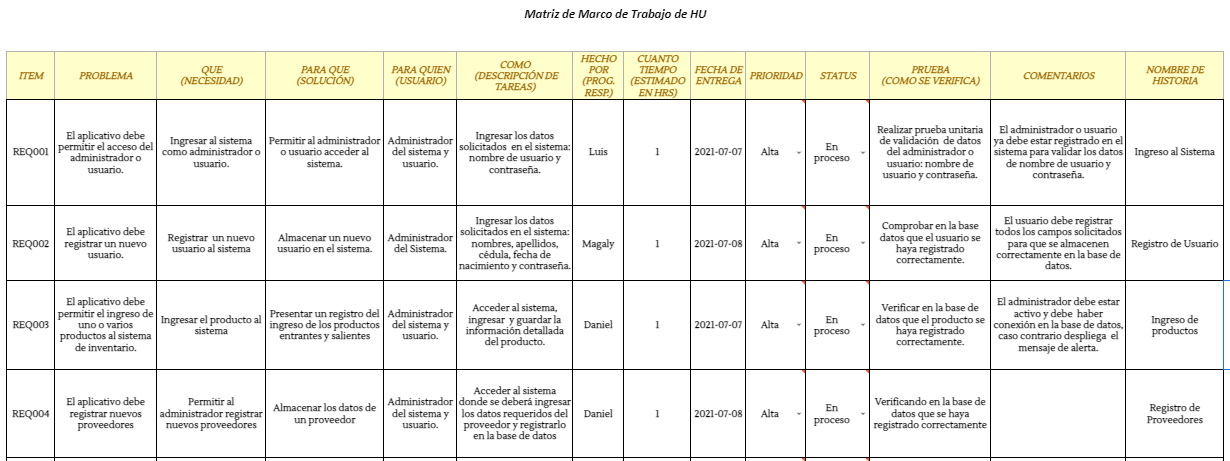 Matriz de Marco de Trabajo de HU
ITEM
PROBLEMA
QUE
(NECESIDAD)
PARA QUE
(SOLUCIÓN)
PARA QUIEN
(USUARIO)
COMO
(DESCRIPCIÓN DE
TAREAS)
HECHO
POR
(PROG.
RESP.)
CUANTO
TIEMPO
(ESTIMADO
EN HRS)
FECHA DE
ENTREGA
PRIORIDAD
STATUS
PRUEBA
(COMO SE VERIFICA)
COMENTARIOS
NOMBRE DE
HISTORIA
REQ001
El aplicativo debe
permitir el acceso del
administrador o
usuario.
Ingresar al sistema
como administrador o
usuario.
Permitir al administrador
o usuario acceder al
sistema.
Administrador
del sistema y
usuario.
Ingresar los datos
solicitados en el sistema:
nombre de usuario y
contraseña.
Luis
1
2021-07-07
Alta
En
proceso
Realizar prueba unitaria
de validación de datos
del administrador o
usuario: nombre de
usuario y contraseña.
El administrador o usuario
ya debe estar registrado en el
sistema para validar los datos
de nombre de usuario y
contraseña.
Ingreso al Sistema
REQ002
El aplicativo debe
registrar un nuevo
usuario.
Registrar un nuevo
usuario al sistema
Almacenar un nuevo
usuario en el sistema.
Administrador
del Sistema.
Ingresar los datos
solicitados en el sistema:
nombres, apellidos,
cédula, fecha de
nacimiento y contraseña.
Magaly
1
2021-07-08
Alta
En
proceso
Comprobar en la base
datos que el usuario se
haya registrado
correctamente.
El usuario debe registrar
todos los campos solicitados
para que se almacenen
correctamente en la base de
datos.
Registro de Usuario
REQ003
El aplicativo debe
permitir el ingreso de
uno o varios
productos al sistema
de inventario.
Ingresar el producto al
sistema
Presentar un registro del
ingreso de los productos
entrantes y salientes
Administrador
del sistema y
usuario.
Acceder al sistema,
ingresar y guardar la
información detallada
del producto.
Daniel
1
2021-07-07
Alta
En
proceso
Verificar en la base de
datos que el producto se
haya registrado
correctamente.
El administrador debe estar
activo y debe haber
conexión en la base de datos,
caso contrario despliega el
mensaje de alerta.
Ingreso de
productos
REQ004
El aplicativo debe
registrar nuevos
proveedores
Permitir al
administrador registrar
nuevos proveedores
Almacenar los datos de
un proveedor
Administrador
del sistema y
usuario.
Acceder al sistema
donde se deberá ingresar
los datos requeridos del
proveedor y registrarlo
en la base de datos
Daniel
1
2021-07-08
Alta
En
proceso
Verificando en la base de
datos que se haya
registrado correctamente
Registro de
Proveedores